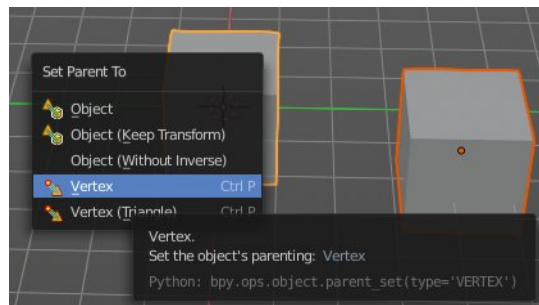 Set Parent To
Object
Object (Keep Transform)
Object (Without Inverse)
Vertex Ctrl P
Vertex (Triangle) Ctrl P
Vertex.
Set the object's parenting: Vertex
Python: bpy.ops.object.parent_set(type='VERTEX')